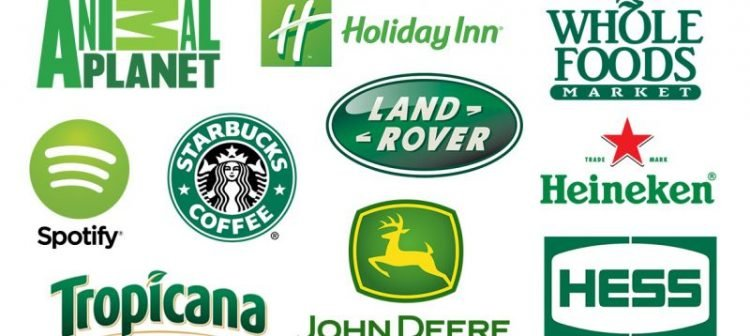 ANIMAL
PLANET
H
Holiday Inn®
WHOLE
FOODS
MARKET
LAND
ROVER
Spotify®
STARBUCKS
COFFEE
®
TRADE MARK
Heineken®
Tropicana
JOHN DEERE
HESS